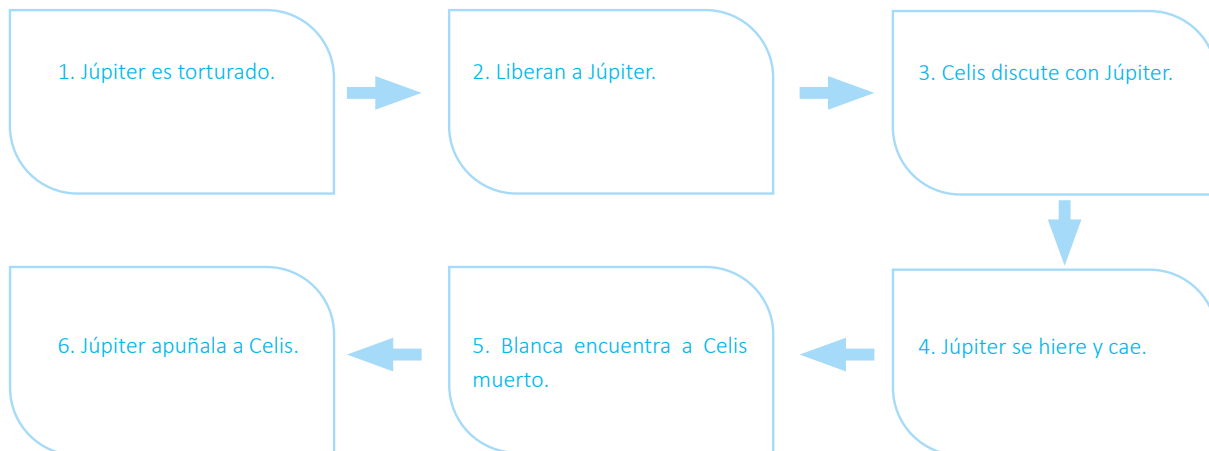 1. Júpiter es torturado.
2. Liberan a Júpiter.
3. Celis discute con Júpiter.
4. Júpiter se hiere y cae.
5. Blanca encuentra a Celis
muerto.
6. Júpiter apuñala a Celis.